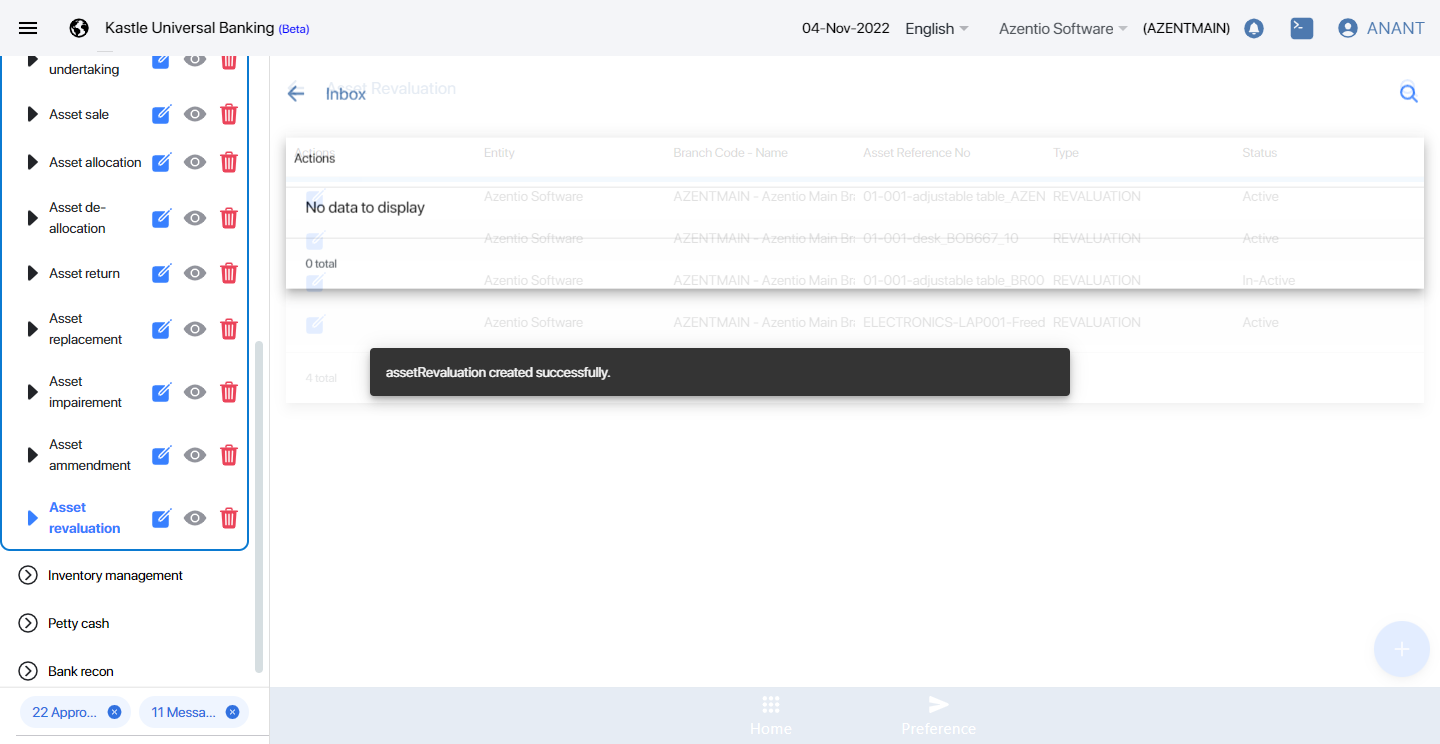 Kastle Universal Banking (Beta)
04-Nov-2022
English
Azentio Software
(AZENTMAIN)
ANANT
undertaking
Asset sale
Asset allocation
Asset de-
allocation
Asset return
Asset
replacement
Asset
impairement
Asset
ammendment
Asset
revaluation
Inventory management
Petty cash
Bank recon
22 Appro...
11 Messa...
Asset Revaluation
Inbox
Actions Entity Branch Code - Name Asset Reference No Type Status
Actions
Azentio Software AZENTMAIN - Azentio Main Br 01-001-adjustable table_AZEN REVALUATION Active
No data to display
Azentio Software AZENTMAIN - Azentio Main Br 01-001-desk_BOB667_10 REVALUATION Active
0 total
Azentio Software AZENTMAIN - Azentio Main Br 01-001-adjustable table_BR00 REVALUATION In-Active
Azentio Software AZENTMAIN - Azentio Main Br ELECTRONICS-LAP001-Freed REVALUATION Active
4 total
assetRevaluation created successfully.
Home
Preference